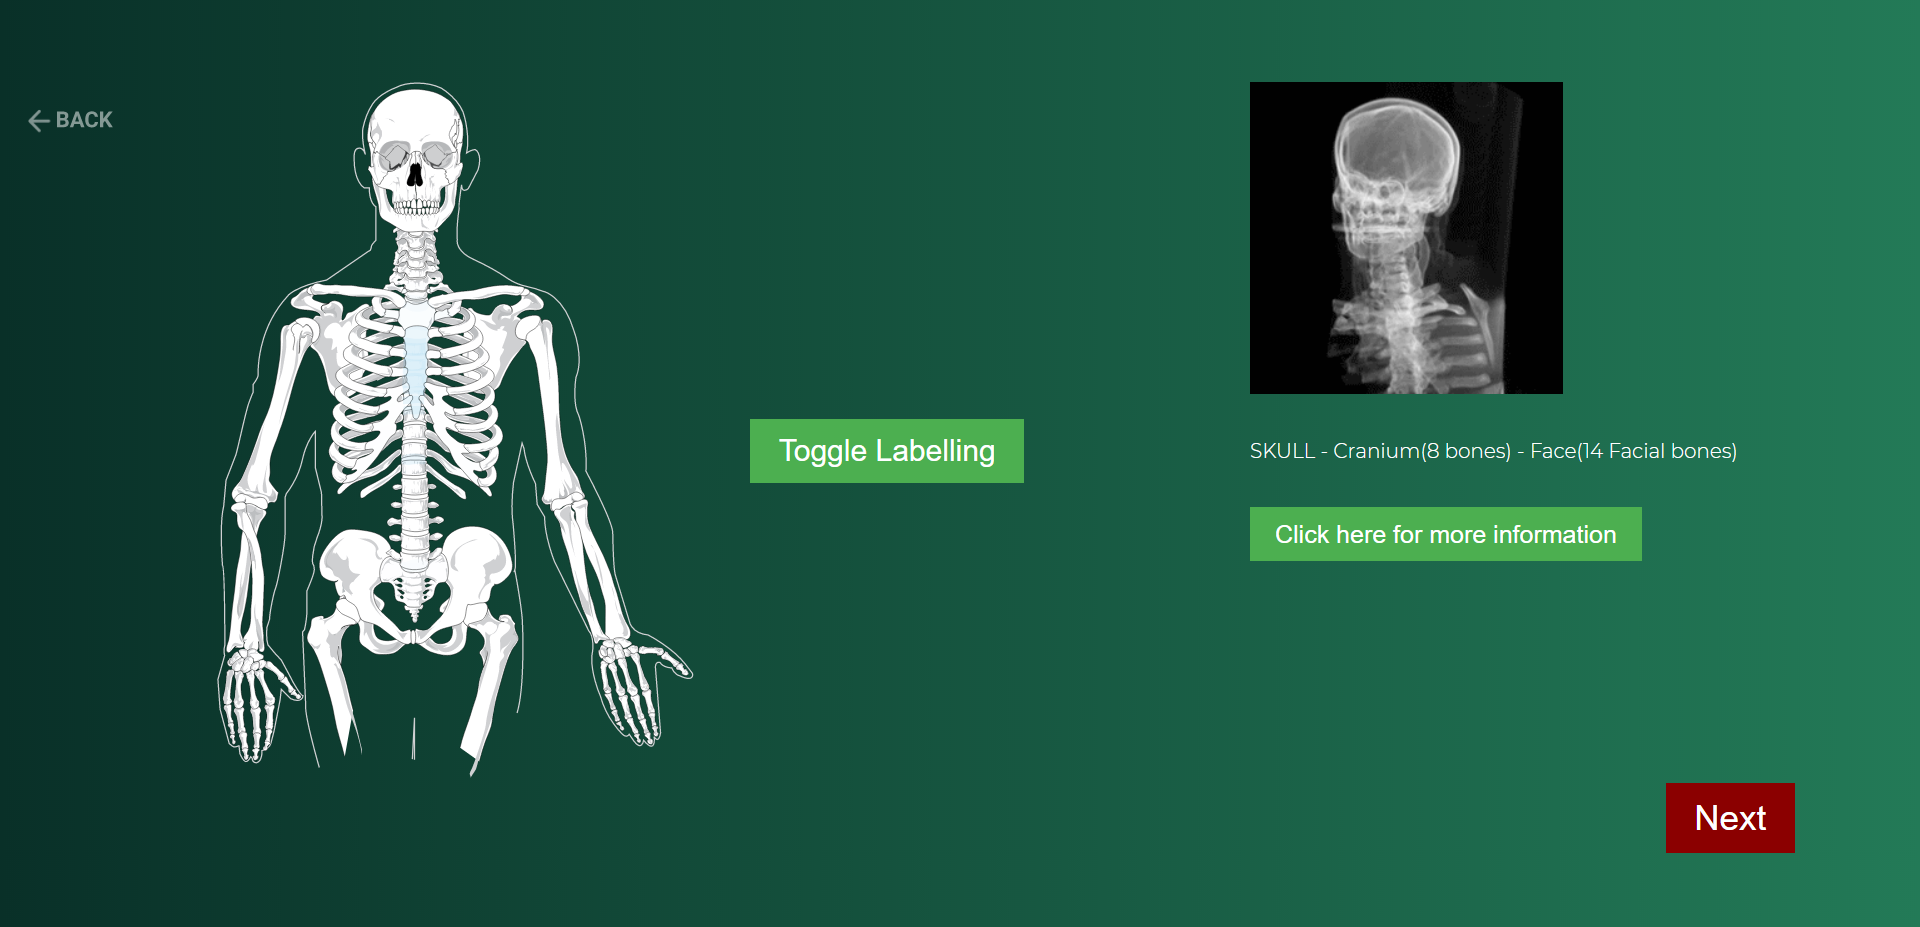 BACK
Toggle Labelling
SKULL - Cranium(8 bones) - Face(14 Facial bones)
Click here for more information
Next